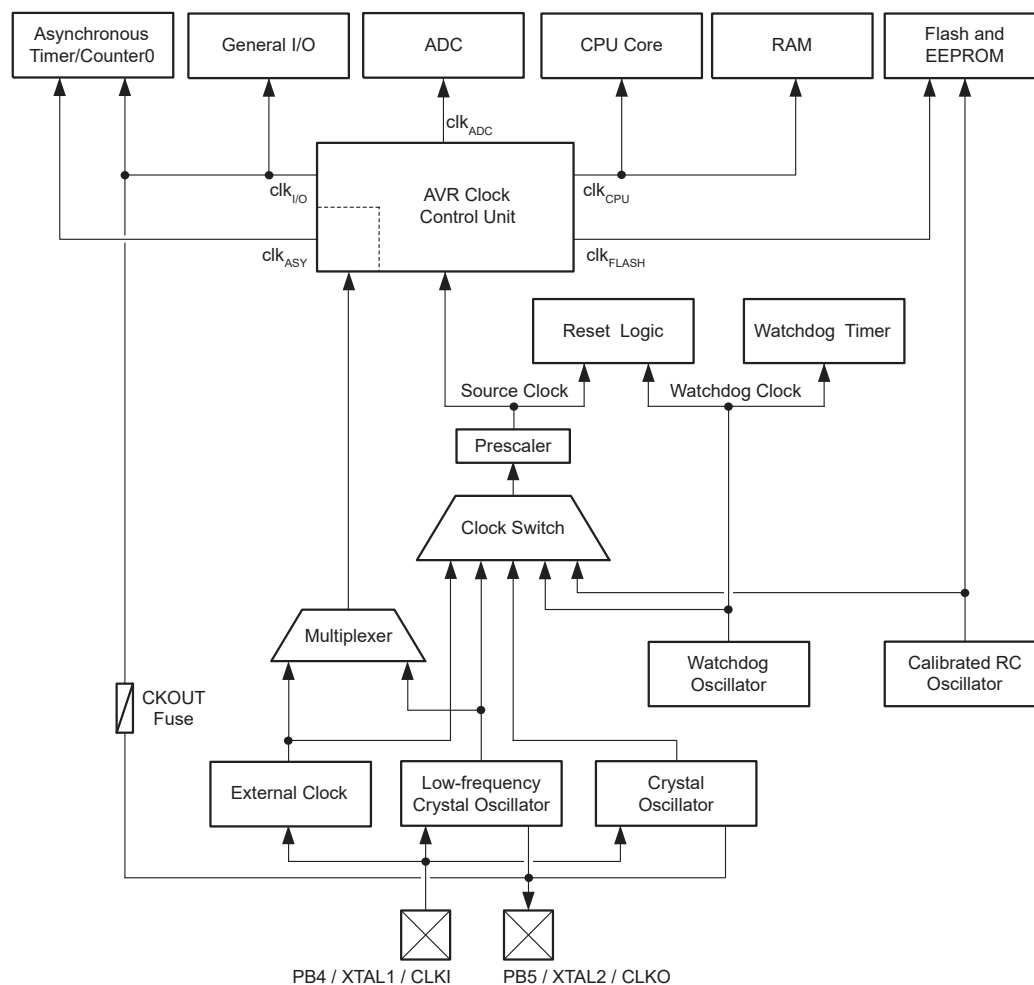 Asynchronous
Timer/Counter0
General I/O
ADC
CPU Core
RAM
Flash and
EEPROM
clkADC
clkI/O
AVR Clock
Control Unit
clkCPU
clkASY
clkFLASH
Reset Logic
Watchdog Timer
Source Clock
Watchdog Clock
Prescaler
Clock Switch
Multiplexer
Watchdog
Oscillator
Calibrated RC
Oscillator
CKOUT
Fuse
External Clock
Low-frequency
Crystal Oscillator
Crystal
Oscillator
PB4 / XTAL1 / CLKI
PB5 / XTAL2 / CLKO